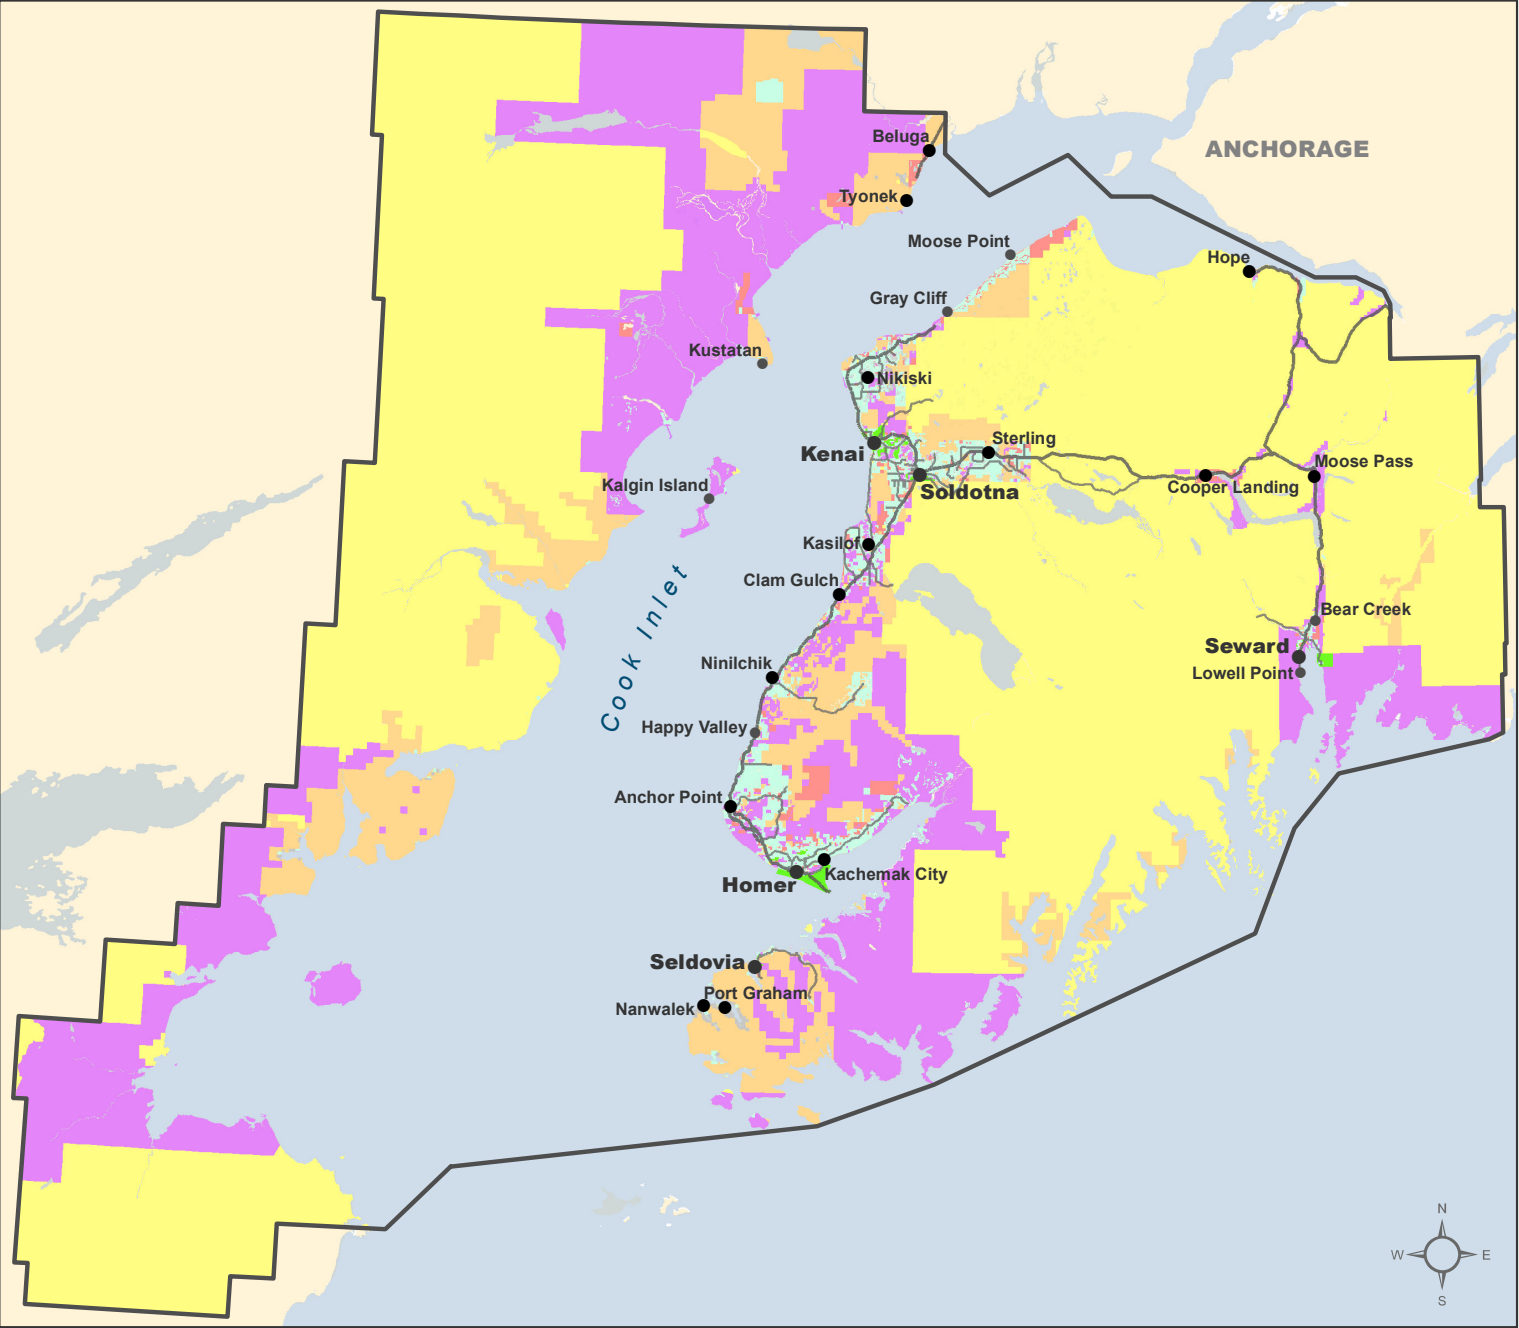 ANCHORAGE
Beluga
Tyonek
Moose Point
Hope
Gray Cliff
Kustatan
Nikiski
Sterling
Kenai
Moose Pass
Kalgin Island
Soldotna
Cooper Landing
Kasilof
Clam Gulch
Cook Inlet
Bear Creek
Seward
Ninilchik
Lowell Point
Happy Valley
Anchor Point
Kachemak City
Homer
Seldovia
Port Graham
Nanwalek
N
W E
S